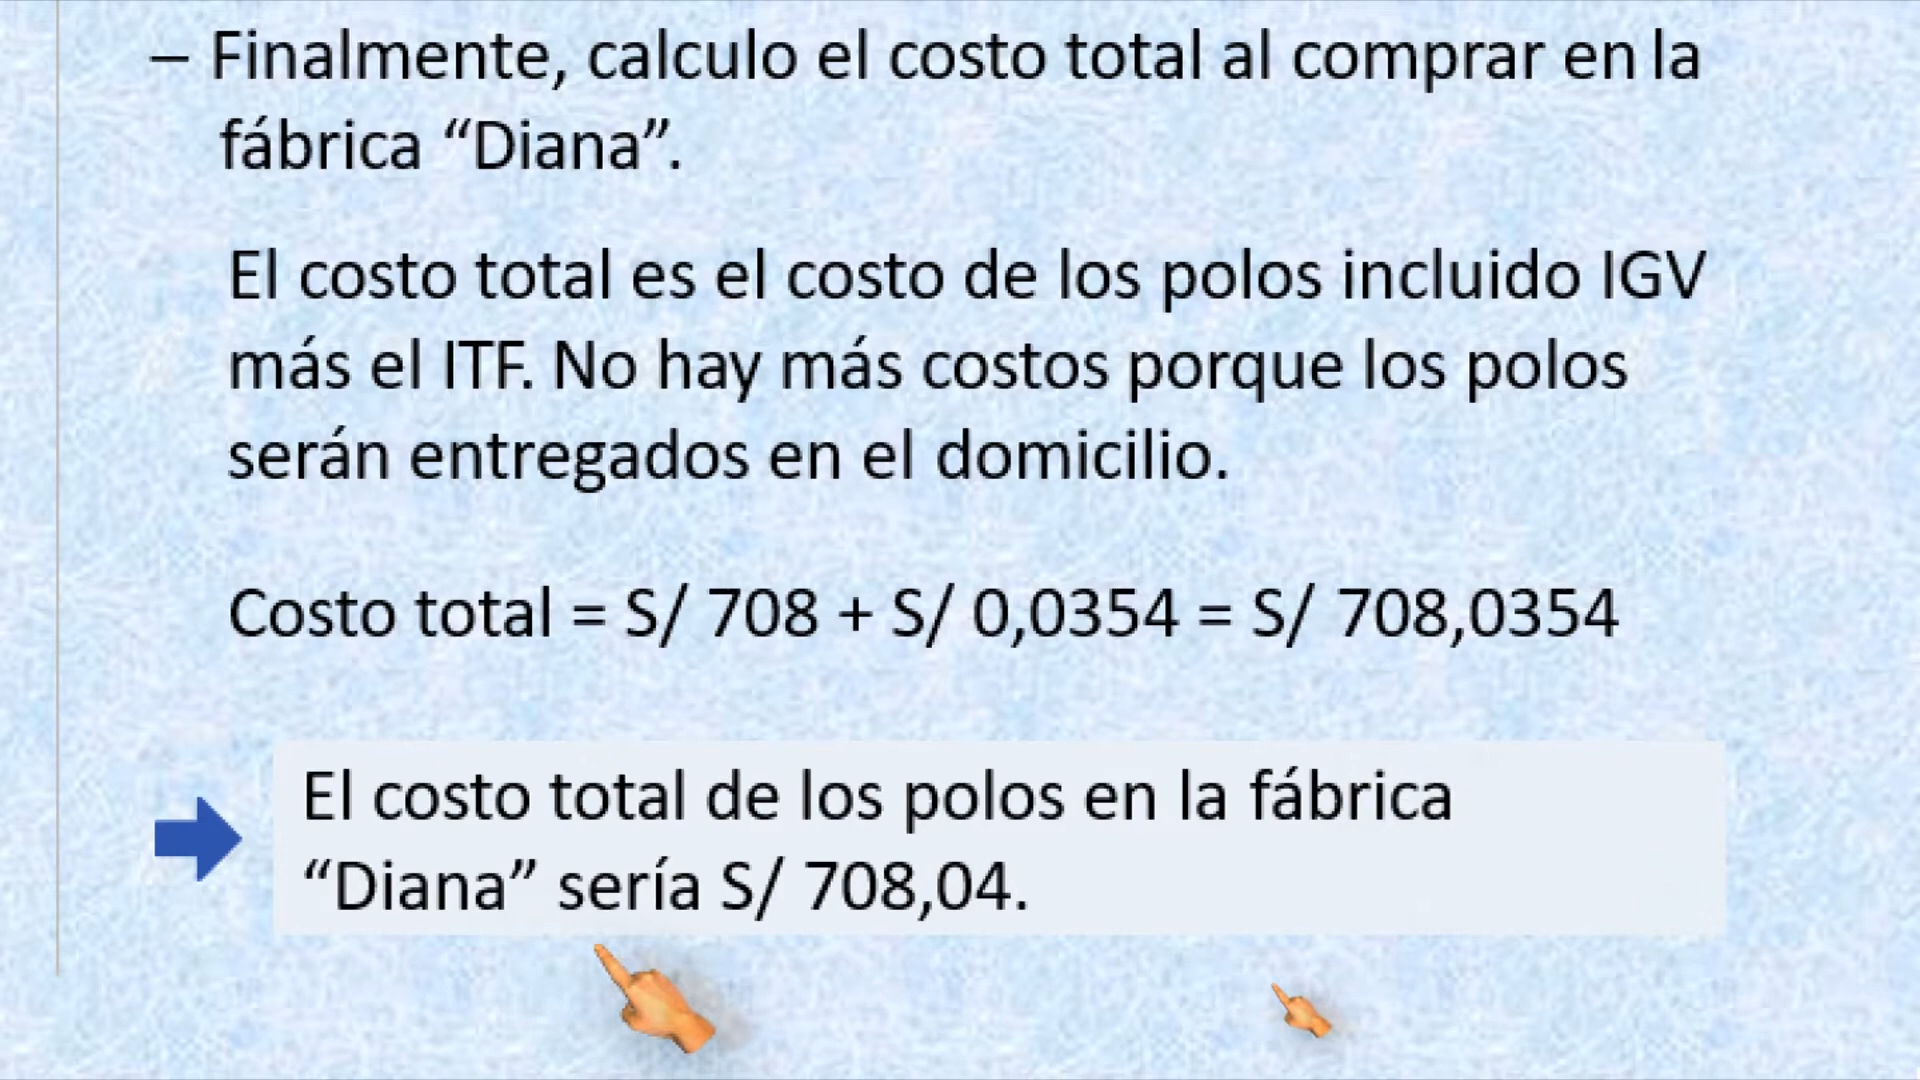 – Finalmente, calculo el costo total al comprar en la
fábrica “Diana”.
El costo total es el costo de los polos incluido IGV
más el ITF. No hay más costos porque los polos
serán entregados en el domicilio.
Costo total = S/ 708 + S/ 0,0354 = S/ 708,0354
El costo total de los polos en la fábrica
“Diana” sería S/ 708,04.